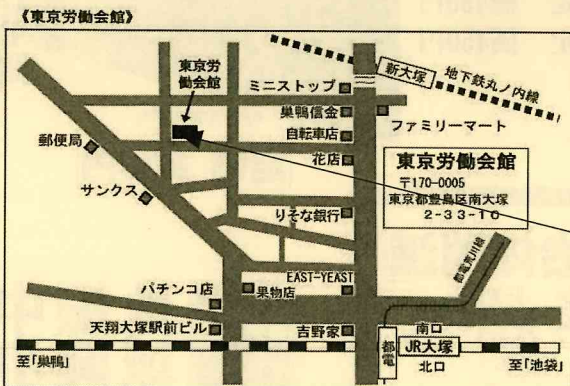 《東京労働会館》
新大塚
地下鉄丸ノ内線
東京労
働会館
ミニストップ
巣鴨信金
ファミリーマート
自転車店
郵便局
花店
東京労働会館
〒170-0005
東京都豊島区南大塚
2-33-10
サンクス
りそな銀行
都電荒川線
EAST-YEAST
パチンコ店
果物店
天翔大塚駅前ビル
吉野家
南口
都電
JR大塚
至「巣鴨」
北口
至「池袋」